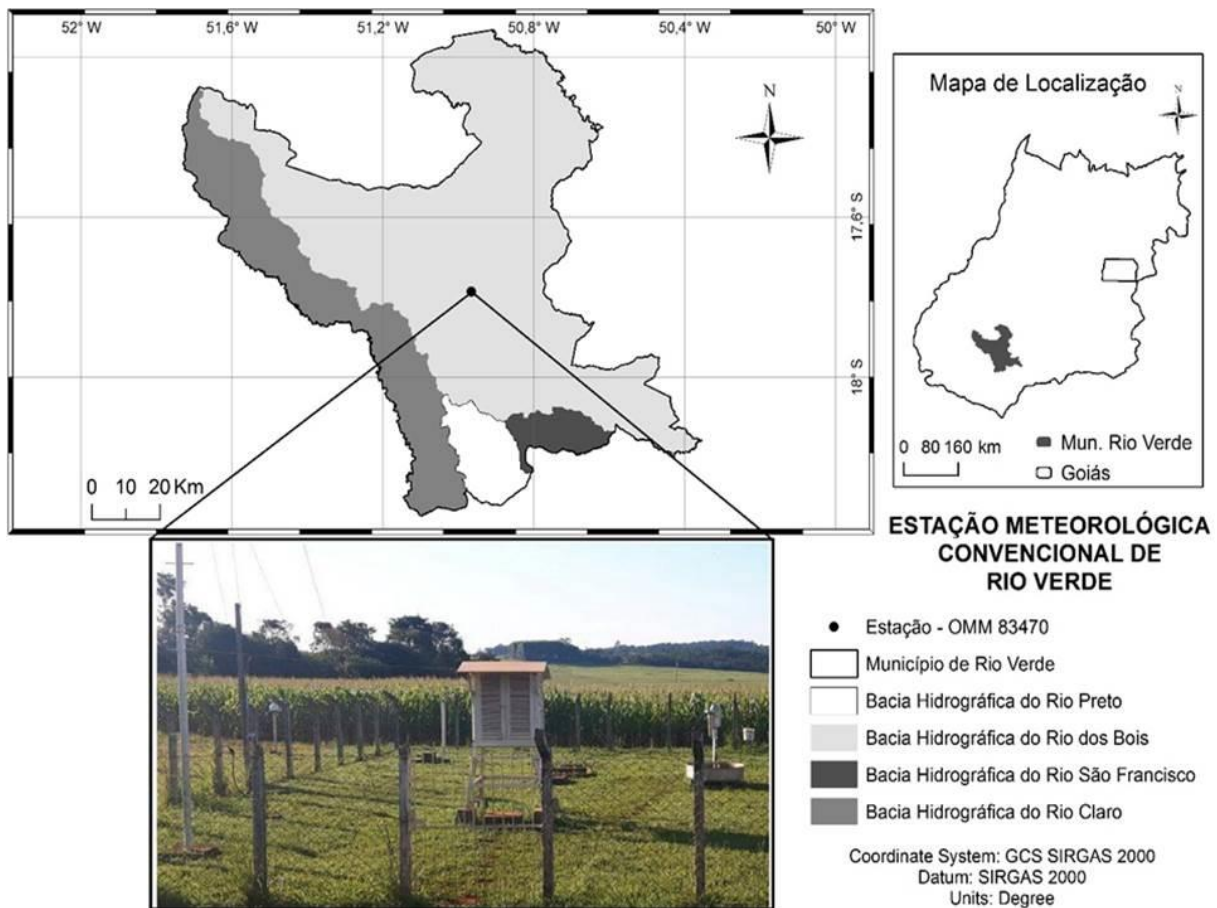 52° W
51,6° W
51,2° W
50,8° W
50,4° W
50° W
N
17,6° S
18° S
0 10 20 Km
Mapa de Localização
N
0 80 160 km
Mun. Rio Verde
Goiás
ESTAÇÃO METEOROLÓGICA
CONVENCIONAL DE
RIO VERDE
Estação - OMM 83470
Município de Rio Verde
Bacia Hidrográfica do Rio Preto
Bacia Hidrográfica do Rio dos Bois
Bacia Hidrográfica do Rio São Francisco
Bacia Hidrográfica do Rio Claro
Coordinate System: GCS SIRGAS 2000
Datum: SIRGAS 2000
Units: Degree